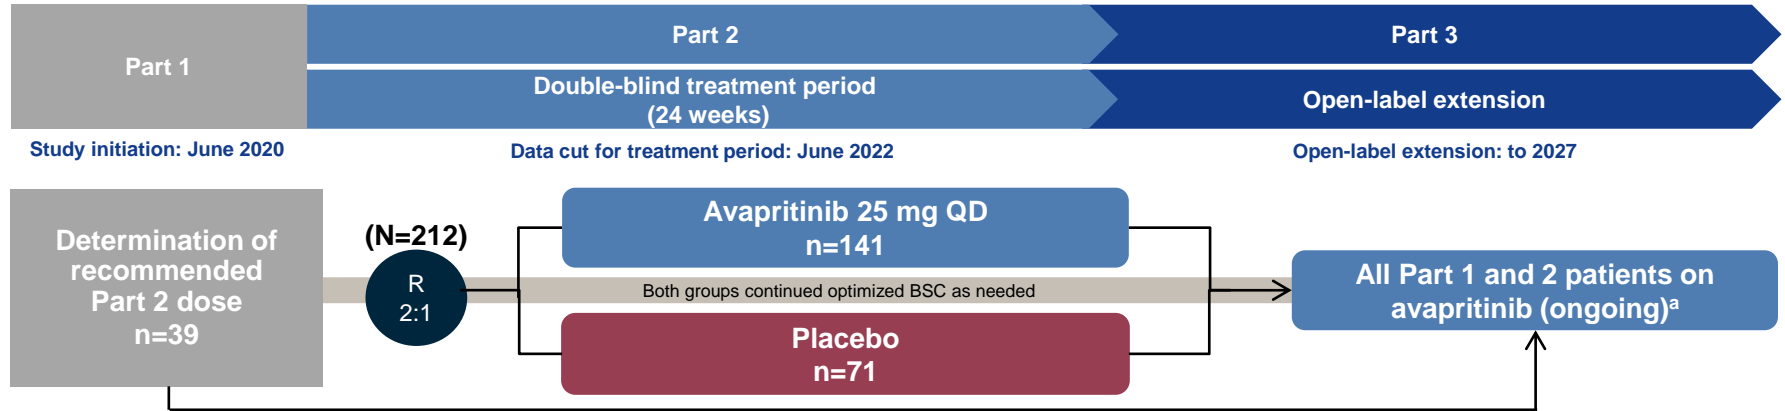 Part 1
Part 2
Part 3
Double-blind treatment period
(24 weeks)
Open-label extension
Study initiation: June 2020
Data cut for treatment period: June 2022
Open-label extension: to 2027
Determination of
recommended
Part 2 dose
n=39
(N=212)
R
2:1
Avapritinib 25 mg QD
n=141
Both groups continued optimized BSC as needed
Placebo
n=71
All Part 1 and 2 patients on
avapritinib (ongoing)ᵃ